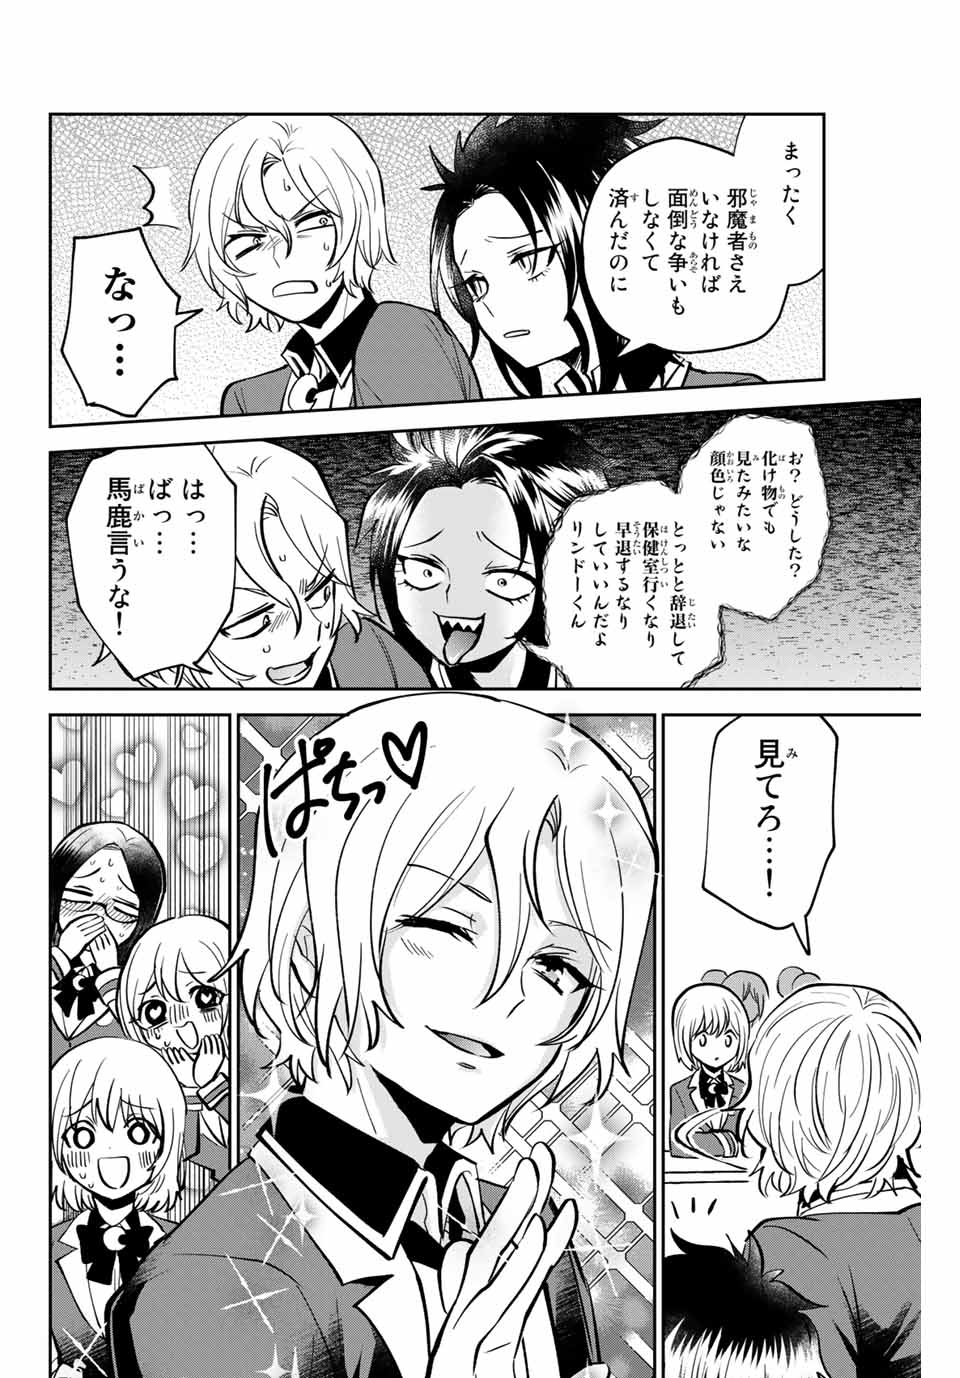 まったく
邪魔者さえ
いなければ
面倒な争いも
しなくて
済んだのに
なっ…
お？どうした？
化け物でも
見たみたいな
顔色じゃない
とっとと辞退して
保健室行くなり
早退するなり
していいんだよ
リンドーくん
はっ…
ばっ…
馬鹿言うな！
見てろ…！
ぱちっ♡